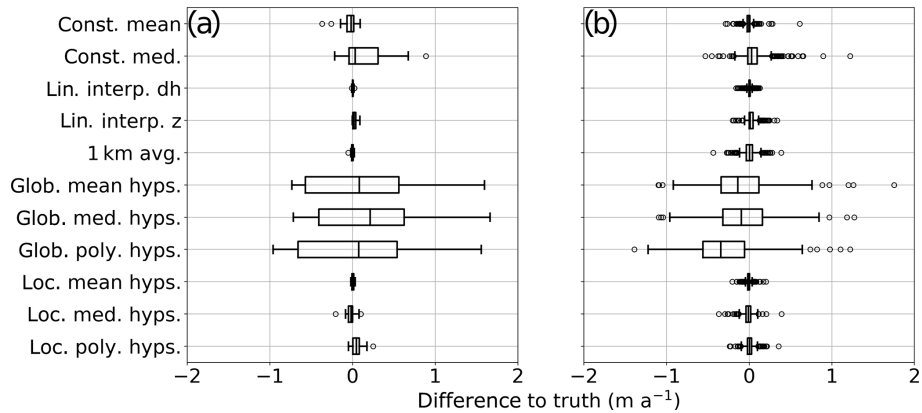 (a)
(b)
Const. mean
Const. med.
Lin. interp. dh
Lin. interp. z
1 km avg.
Glob. mean hyps.
Glob. med. hyps.
Glob. poly. hyps.
Loc. mean hyps.
Loc. med. hyps.
Loc. poly. hyps.
−2 −1 0 1 2
−2 −1 0 1 2
Difference to truth (m a⁻¹)